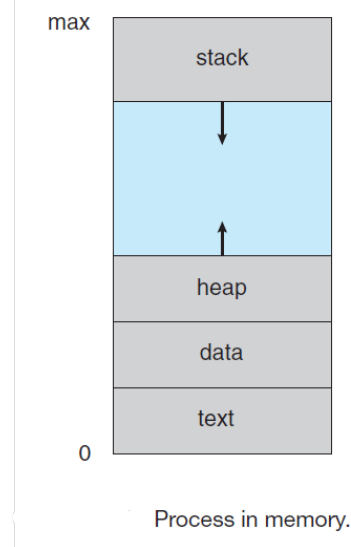 max
stack
heap
data
text
0
Process in memory.